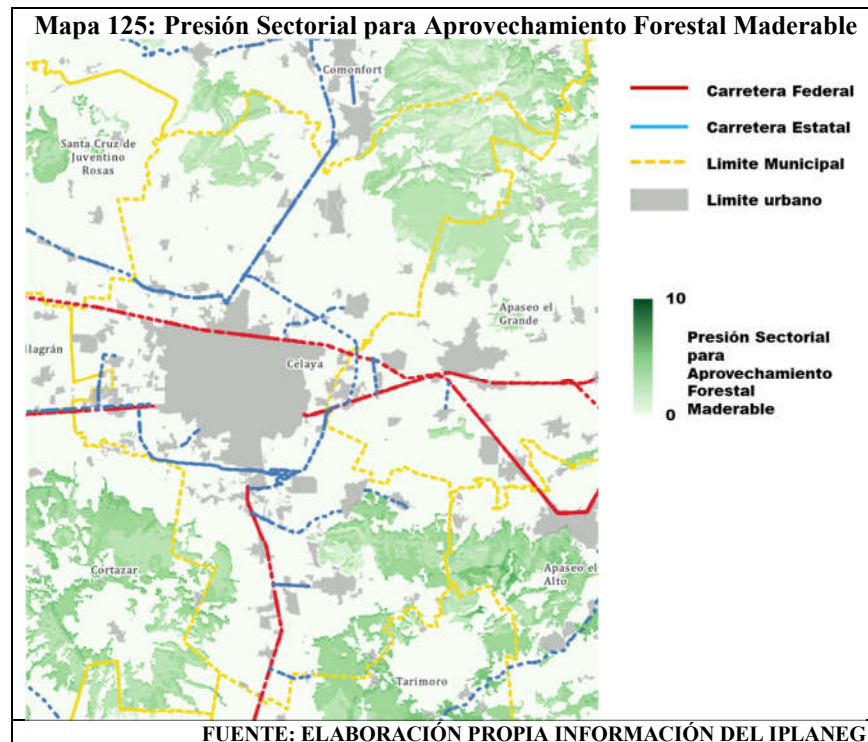 Mapa 125: Presión Sectorial para Aprovechamiento Forestal Maderable
Comonfort
Santa Cruz de
Juventino
Rosas
Apaseo el
Grande
llagrán
Celaya
Cortazar
Apaseo el
Alto
Tarimoro
Carretera Federal
Carretera Estatal
Limite Municipal
Limite urbano
10
Presión Sectorial
para
Aprovechamiento
Forestal
0 Maderable
FUENTE: ELABORACIÓN PROPIA INFORMACIÓN DEL IPLANEG